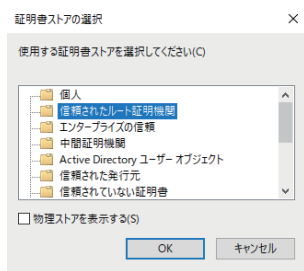 証明書ストアの選択
使用する証明書ストアを選択してください(C)
個人
信頼されたルート証明機関
エンタープライズの信頼
中間証明機関
Active Directory ユーザー オブジェクト
信頼された発行元
信頼されていない証明書
物理ストアを表示する(S)
OK キャンセル